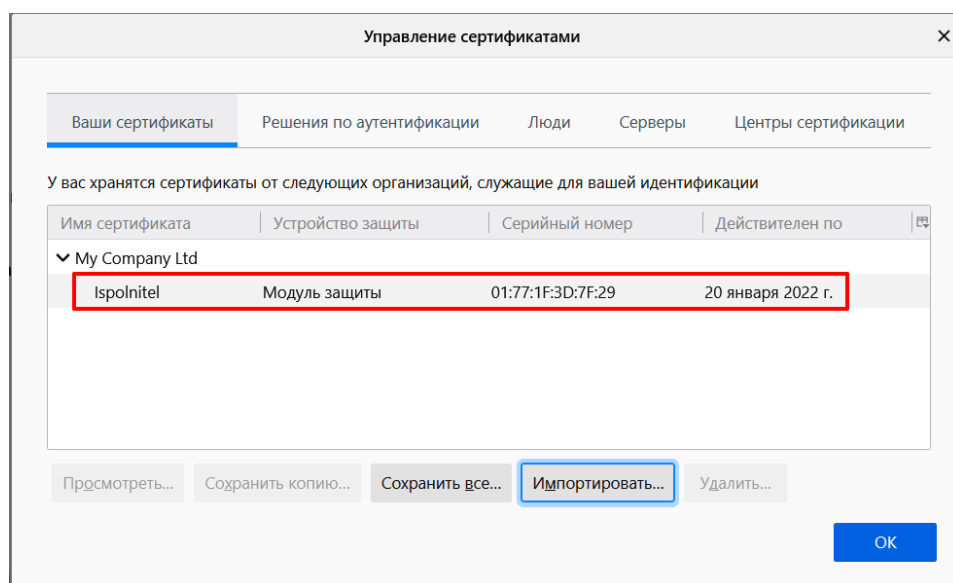 Управление сертификатами
Ваши сертификаты Решения по аутентификации Люди Серверы Центры сертификации
У вас хранятся сертификаты от следующих организаций, служащие для вашей идентификации
Имя сертификата Устройство защиты Серийный номер Действителен по
My Company Ltd
Ispolnitel Модуль защиты 01:77:1F:3D:7F:29 20 января 2022 г.
Просмотреть... Сохранить копию... Сохранить все... Импортировать... Удалить...
ОК